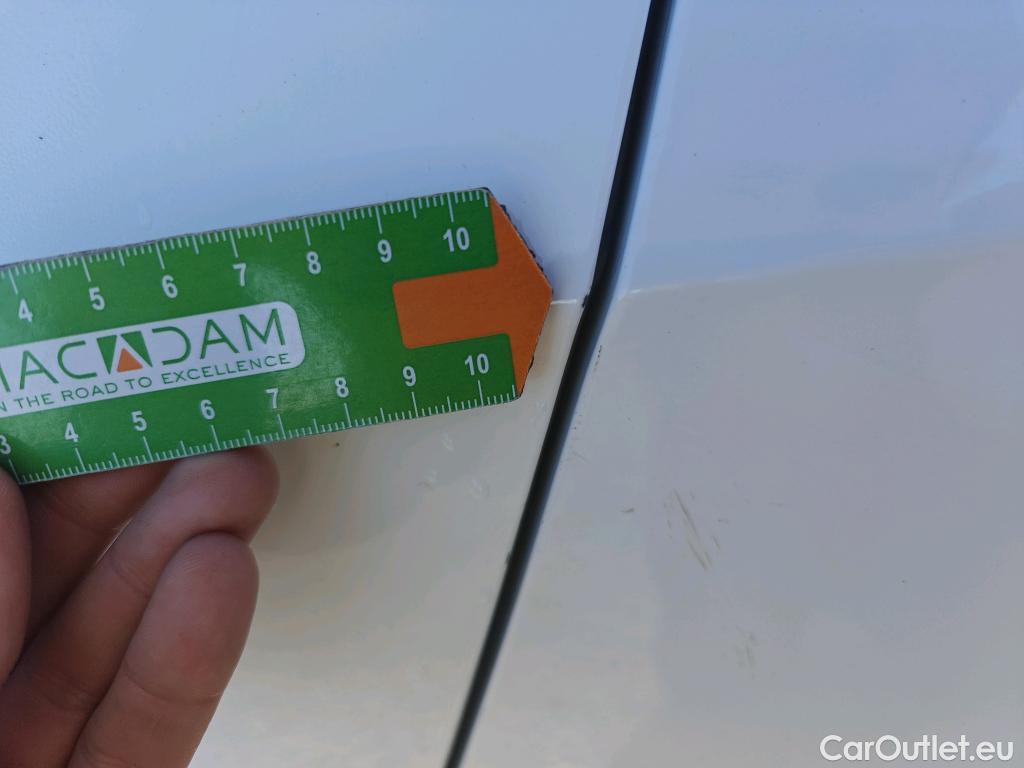 4 5 6 7 8 9 10
MACADAM
N THE ROAD TO EXCELLENCE
3 4 5 6 7 8 9 10
CarOutlet.eu